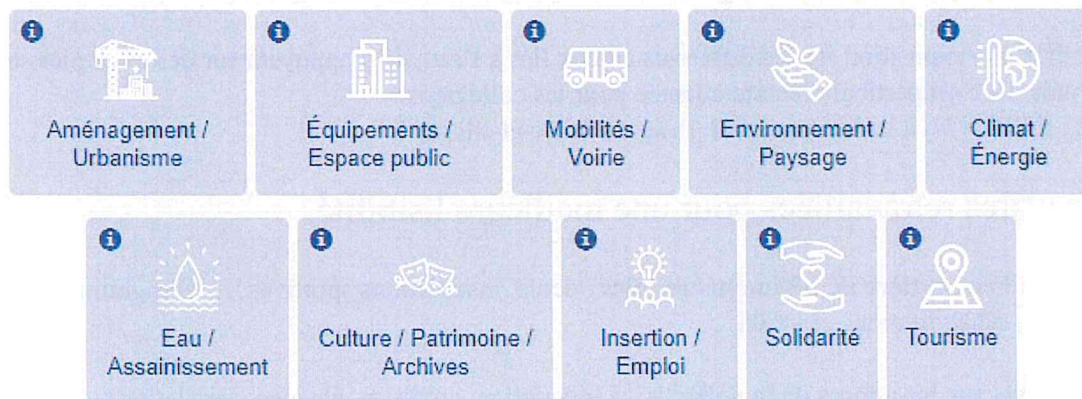 Aménagement /
Urbanisme
Équipements /
Espace public
Mobilités /
Voirie
Environnement /
Paysage
Climat /
Énergie
Eau /
Assainissement
Culture / Patrimoine /
Archives
Insertion /
Emploi
Solidarité
Tourisme